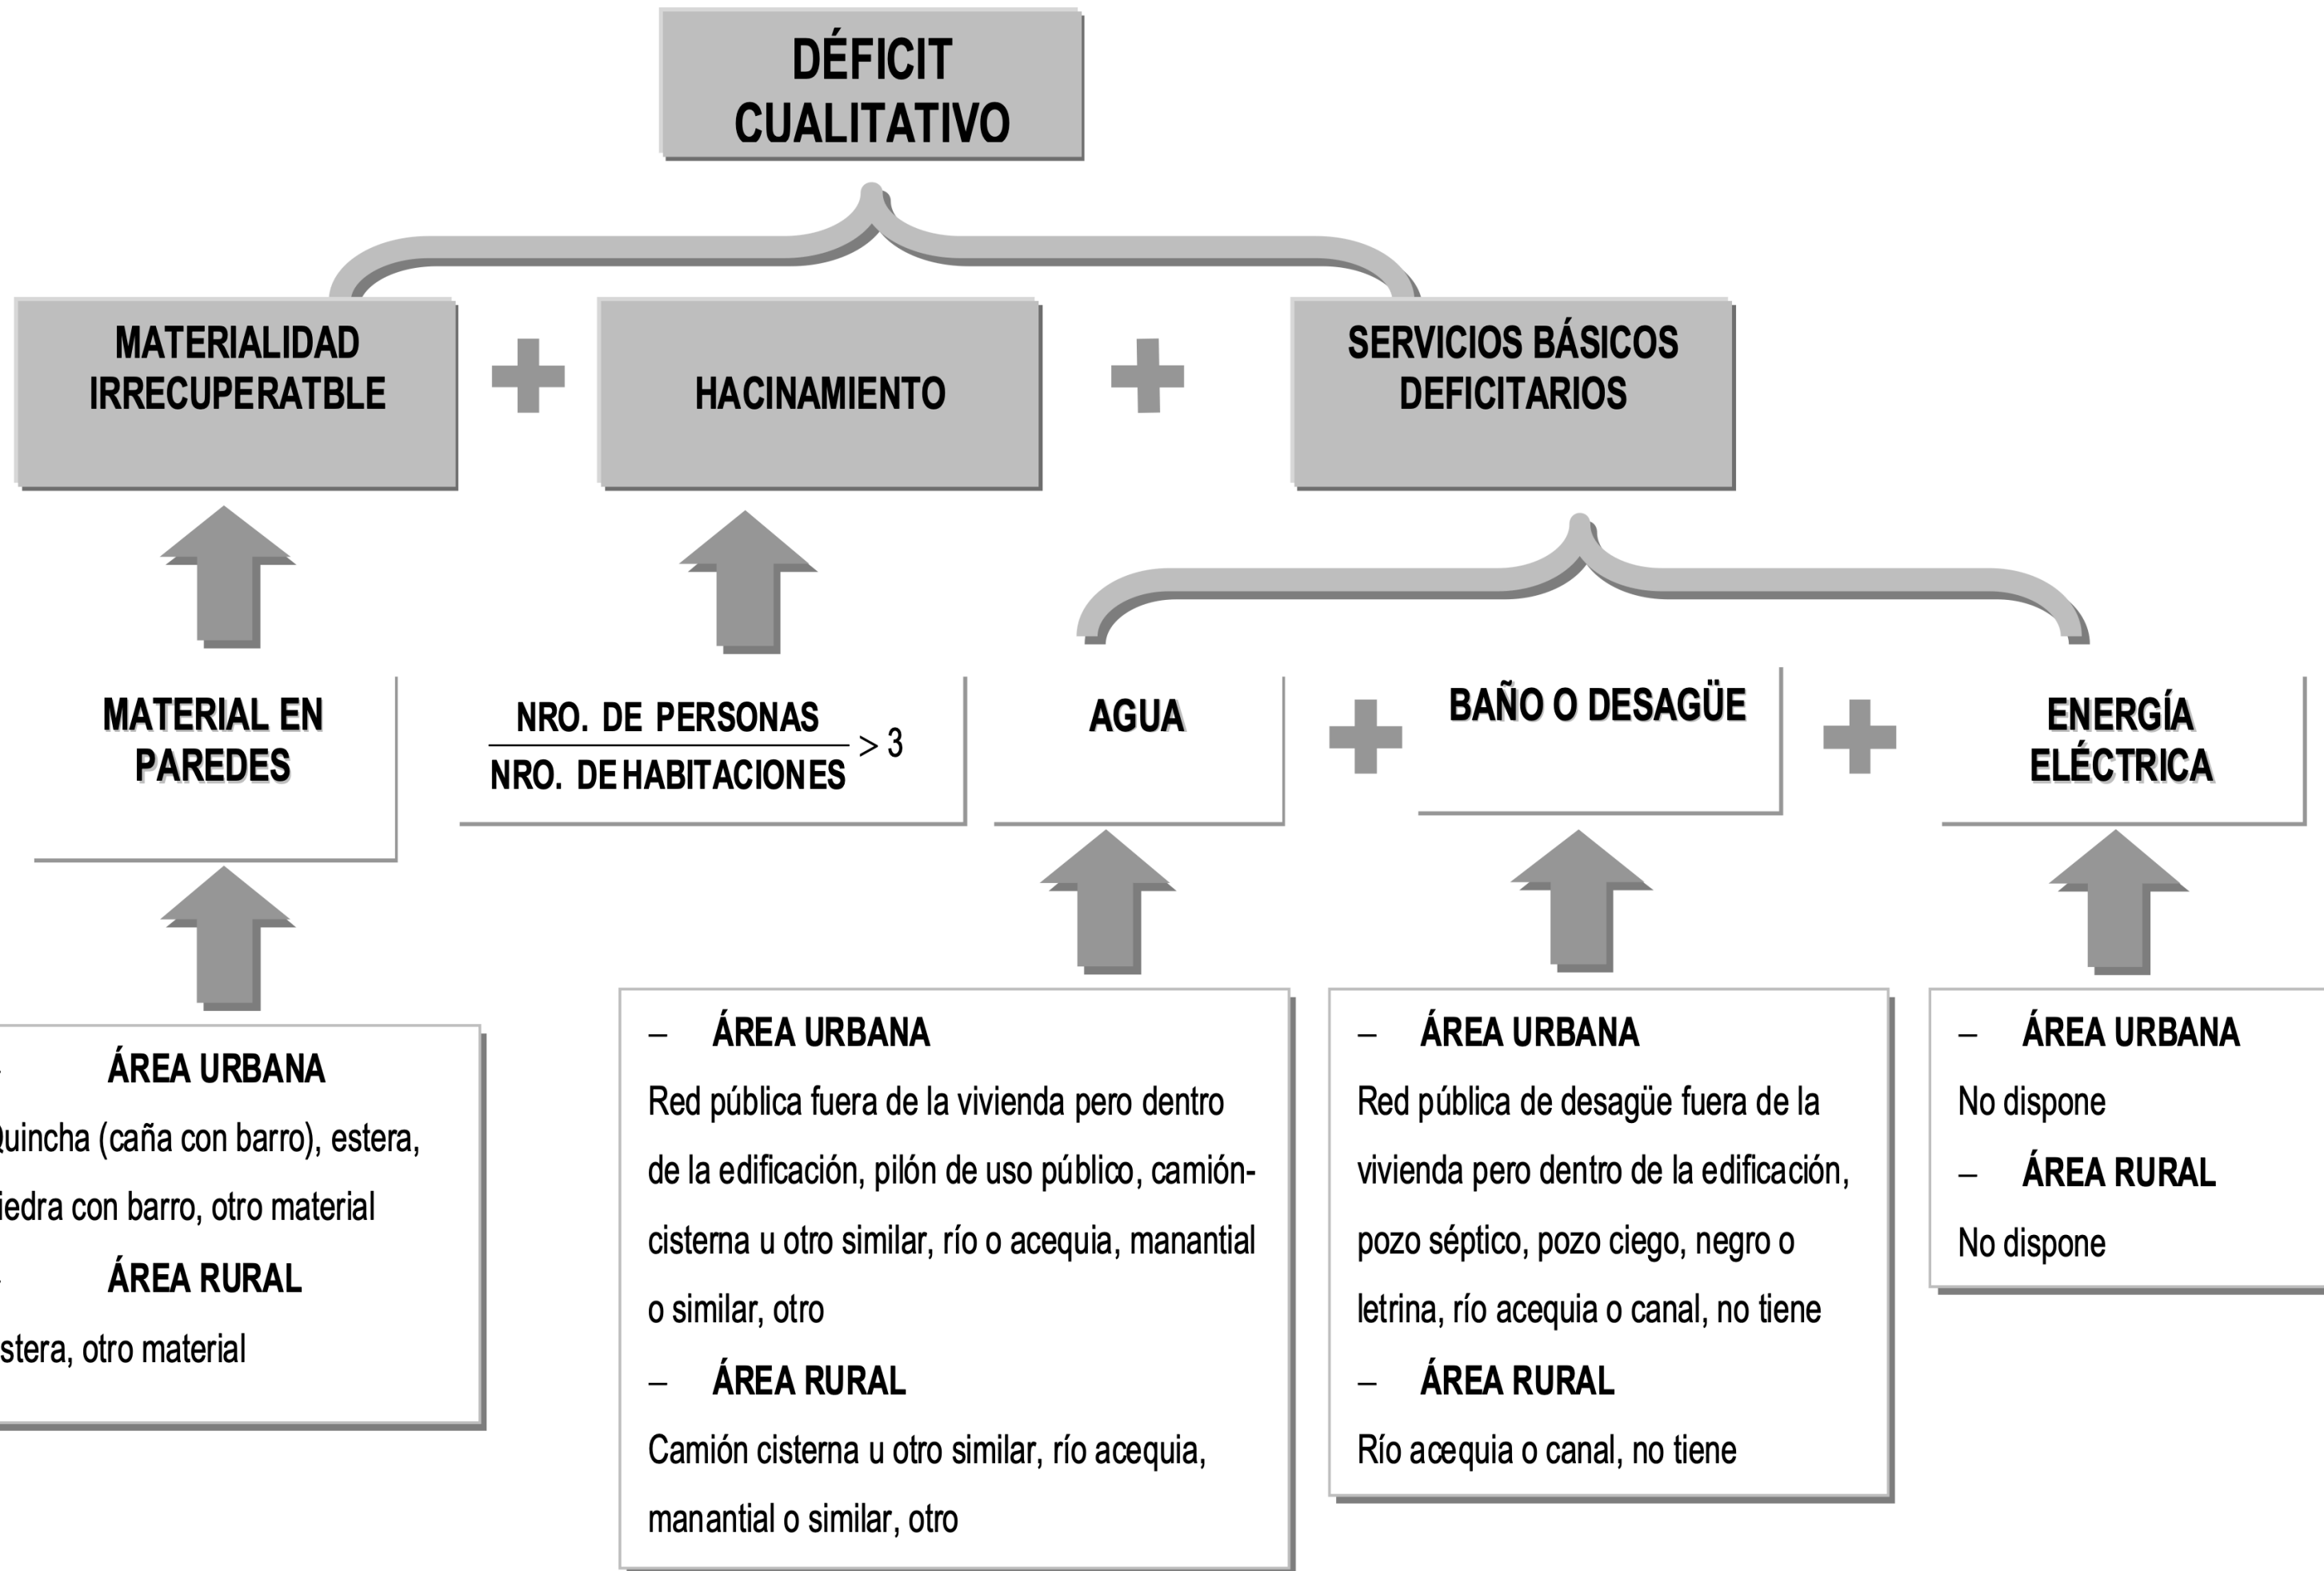 DÉFICIT
CUALITATIVO
MATERIALIDAD
IRRECUPERATBLE
HACINAMIENTO
SERVICIOS BÁSICOS
DEFICITARIOS
MATERIAL EN
PAREDES
NRO. DE PERSONAS
NRO. DE HABITACIONES
> 3
AGUA
BAÑO O DESAGÜE
ENERGÍA
ELÉCTRICA
ÁREA URBANA
Quincha (caña con barro), estera,
iedra con barro, otro material
ÁREA RURAL
stera, otro material
– ÁREA URBANA
Red pública fuera de la vivienda pero dentro
de la edificación, pilón de uso público, camión-
cisterna u otro similar, río o acequia, manantial
o similar, otro
– ÁREA RURAL
Camión cisterna u otro similar, río acequia,
manantial o similar, otro
– ÁREA URBANA
Red pública de desagüe fuera de la
vivienda pero dentro de la edificación,
pozo séptico, pozo ciego, negro o
letrina, río acequia o canal, no tiene
– ÁREA RURAL
Río acequia o canal, no tiene
– ÁREA URBANA
No dispone
– ÁREA RURAL
No dispone